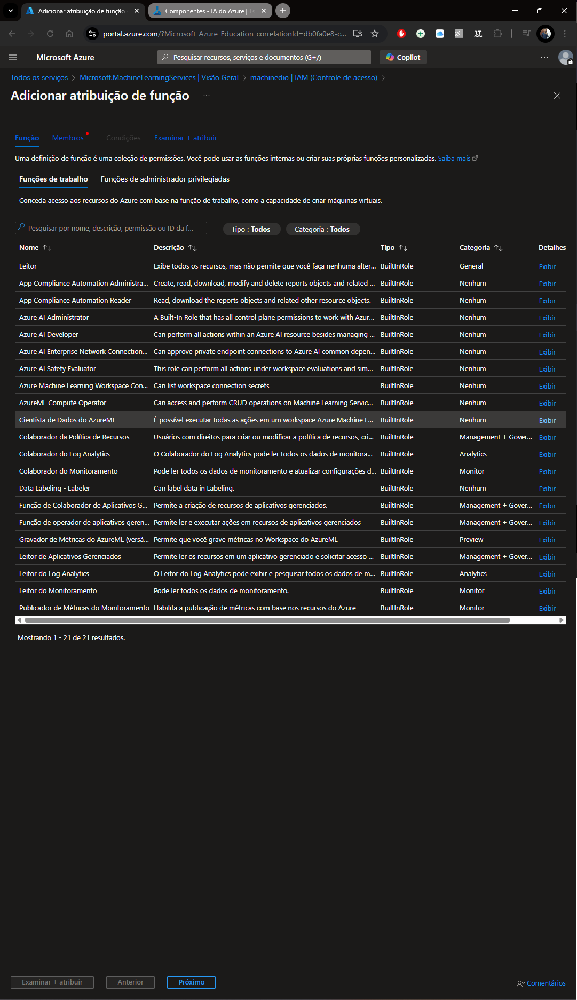 Adicionar atribuição de função
Componentes - IA do Azure | Es
portal.azure.com/?Microsoft_Azure_Education_correlationId=db0fa0e8-c...
Microsoft Azure
Pesquisar recursos, serviços e documentos (G+/)
Copilot
Todos os serviços > Microsoft.MachineLearningServices | Visão Geral > machinedio | IAM (Controle de acesso) >
Adicionar atribuição de função ...
Função Membros Condições Examinar + atribuir
Uma definição de função é uma coleção de permissões. Você pode usar as funções internas ou criar suas próprias funções personalizadas. Saiba mais
Funções de trabalho Funções de administrador privilegiadas
Conceda acesso aos recursos do Azure com base na função de trabalho, como a capacidade de criar máquinas virtuais.
Pesquisar por nome, descrição, permissão ou ID da f... Tipo : Todos Categoria : Todos
Nome Descrição Tipo Categoria Detalhes
Leitor Exibe todos os recursos, mas não permite que você faça nenhuma alter... BuiltInRole General Exibir
App Compliance Automation Administra... Create, read, download, modify and delete reports objects and related ... BuiltInRole Nenhum Exibir
App Compliance Automation Reader Read, download the reports objects and related other resource objects. BuiltInRole Nenhum Exibir
Azure AI Administrator A Built-In Role that has all control plane permissions to work with Azur... BuiltInRole Nenhum Exibir
Azure AI Developer Can perform all actions within an Azure AI resource besides managing ... BuiltInRole Nenhum Exibir
Azure AI Enterprise Network Connection... Can approve private endpoint connections to Azure AI common depen... BuiltInRole Nenhum Exibir
Azure AI Safety Evaluator This role can perform all actions under workspace evaluations and sim... BuiltInRole Nenhum Exibir
Azure Machine Learning Workspace Con... Can list workspace connection secrets BuiltInRole Nenhum Exibir
AzureML Compute Operator Can access and perform CRUD operations on Machine Learning Servic... BuiltInRole Nenhum Exibir
Cientista de Dados do AzureML É possível executar todas as ações em um workspace Azure Machine L... BuiltInRole Nenhum Exibir
Colaborador da Política de Recursos Usuários com direitos para criar ou modificar a política de recursos, cri... BuiltInRole Management + Gover... Exibir
Colaborador do Log Analytics O Colaborador do Log Analytics pode ler todos os dados de monitora... BuiltInRole Analytics Exibir
Colaborador do Monitoramento Pode ler todos os dados de monitoramento e atualizar configurações d... BuiltInRole Monitor Exibir
Data Labeling - Labeler Can label data in Labeling. BuiltInRole Nenhum Exibir
Função de Colaborador de Aplicativos G... Permite a criação de recursos de aplicativos gerenciados. BuiltInRole Management + Gover... Exibir
Função de operador de aplicativos geren... Permite ler e executar ações em recursos de aplicativos gerenciados BuiltInRole Management + Gover... Exibir
Gravador de Métricas do AzureML (versã... Permite que você grave métricas no Workspace do AzureML BuiltInRole Preview Exibir
Leitor de Aplicativos Gerenciados Permite ler os recursos em um aplicativo gerenciado e solicitar acesso ... BuiltInRole Management + Gover... Exibir
Leitor do Log Analytics O Leitor do Log Analytics pode exibir e pesquisar todos os dados de m... BuiltInRole Analytics Exibir
Leitor do Monitoramento Pode ler todos os dados de monitoramento. BuiltInRole Monitor Exibir
Publicador de Métricas do Monitoramento Habilita a publicação de métricas com base nos recursos do Azure BuiltInRole Monitor Exibir
Mostrando 1 - 21 de 21 resultados.
Examinar + atribuir Anterior Próximo Comentários